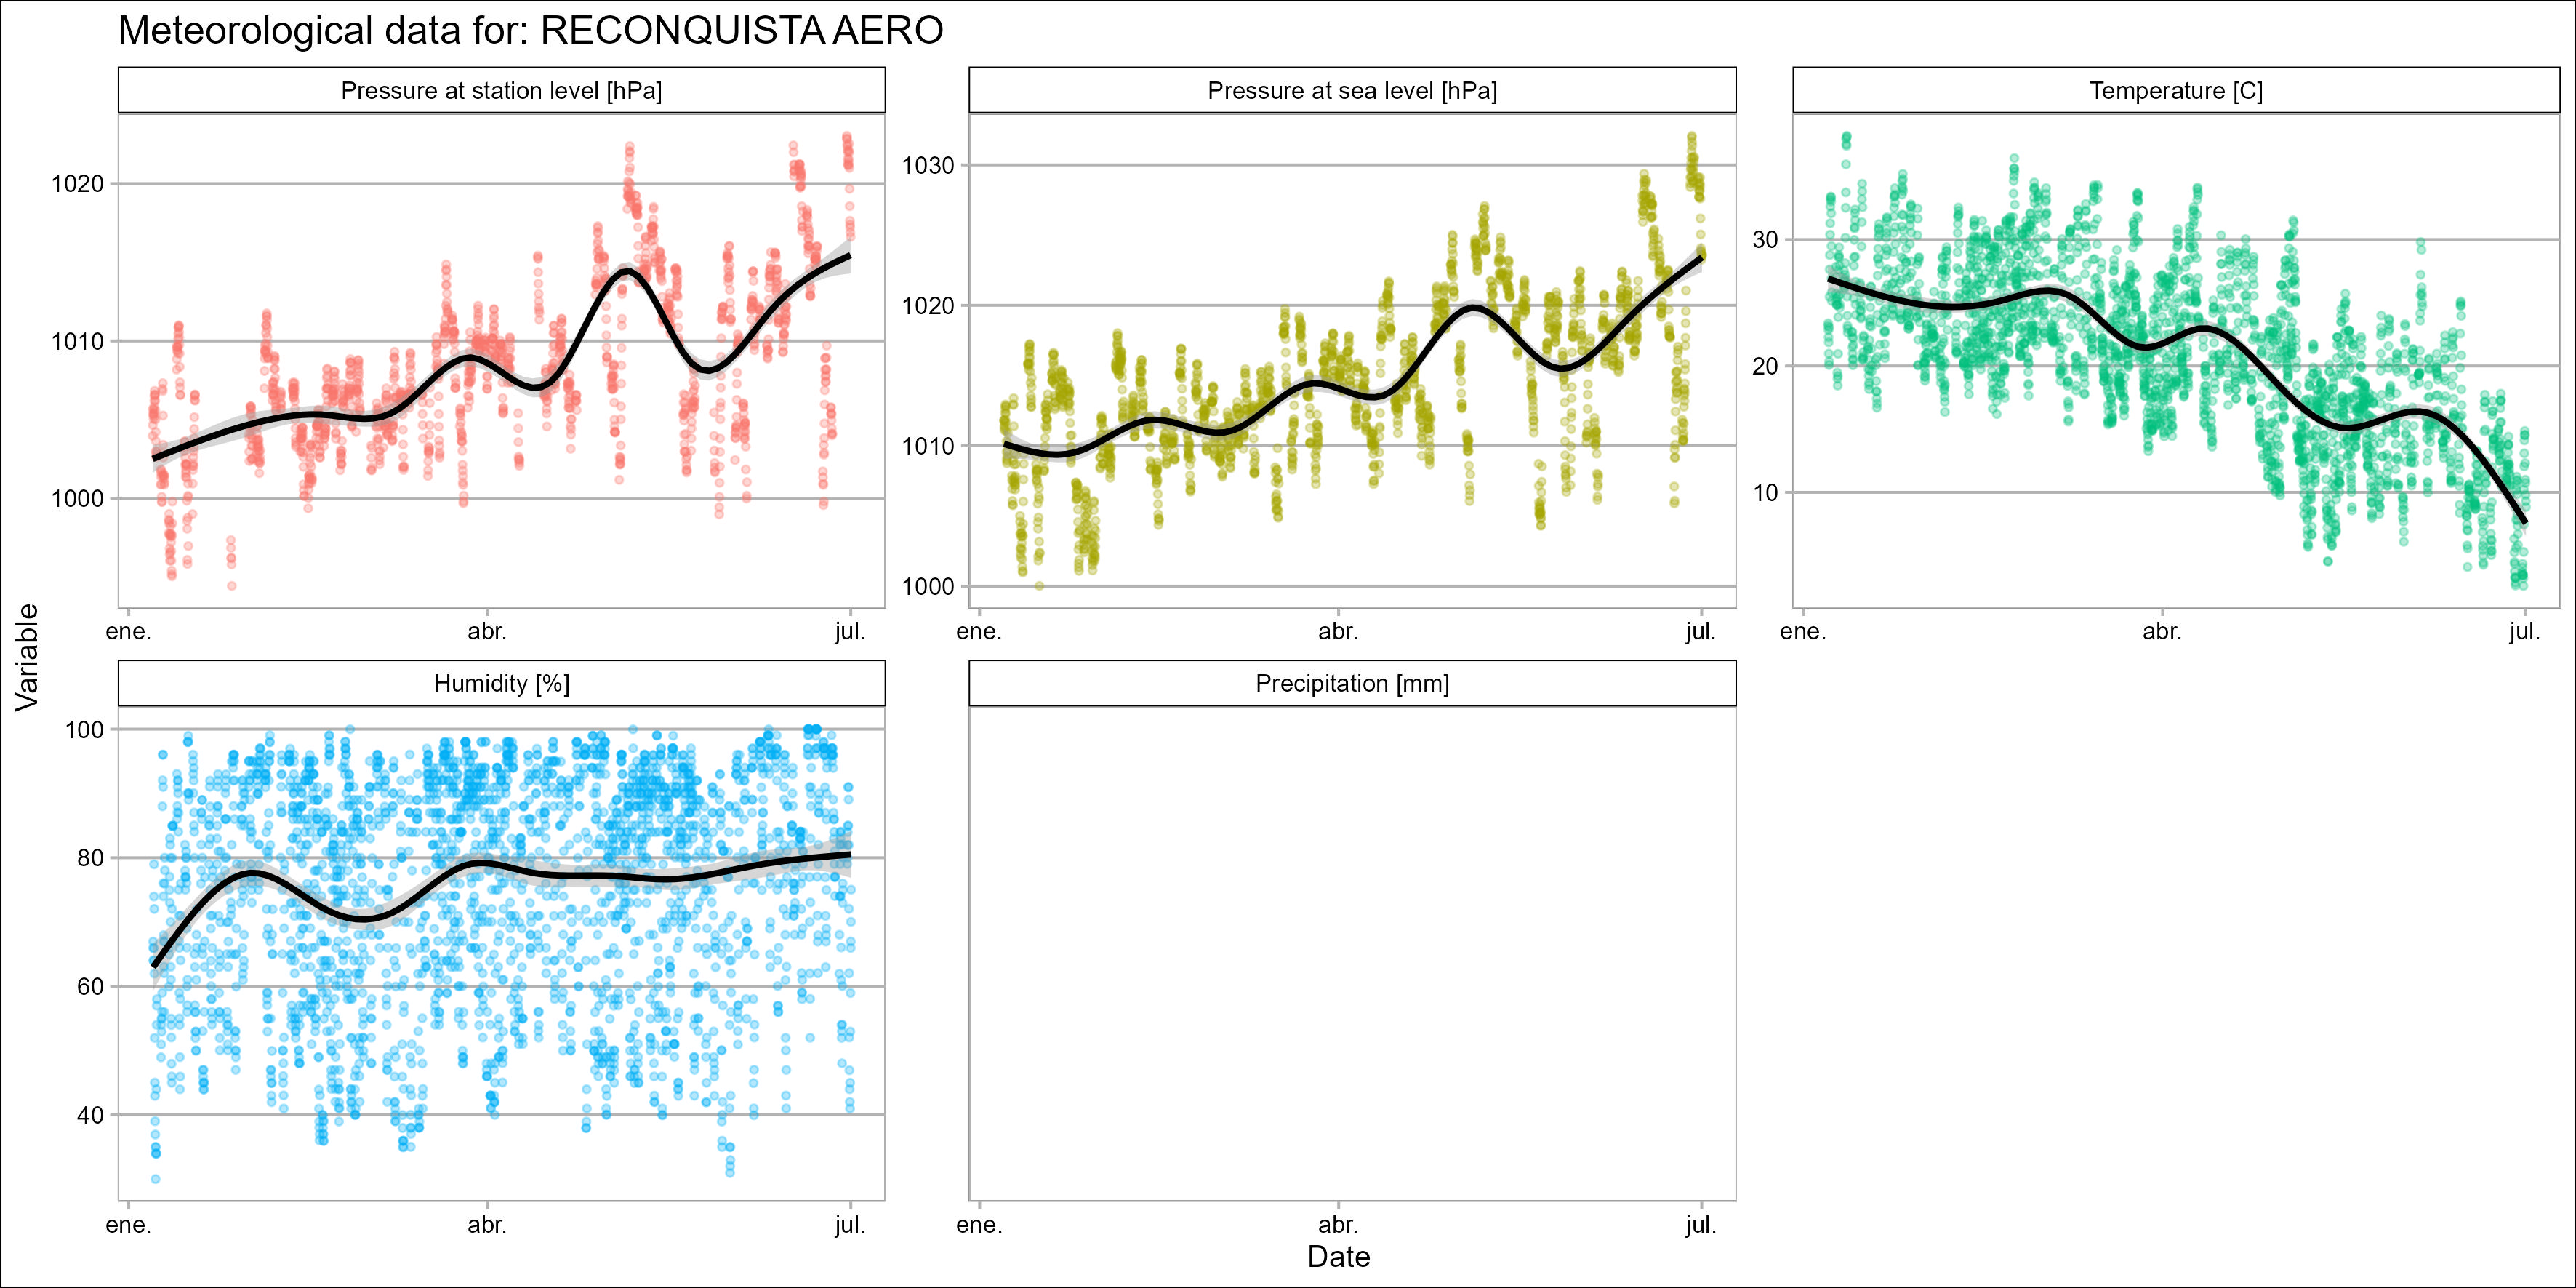 Meteorological data for: RECONQUISTA AERO
Pressure at station level [hPa]
Pressure at sea level [hPa]
Temperature [C]
1020
1010
1000
1030
1020
1010
1000
30
20
10
ene.
abr.
jul.
ene.
abr.
jul.
ene.
abr.
jul.
Variable
Humidity [%]
Precipitation [mm]
100
80
60
40
ene.
abr.
jul.
ene.
abr.
jul.
Date